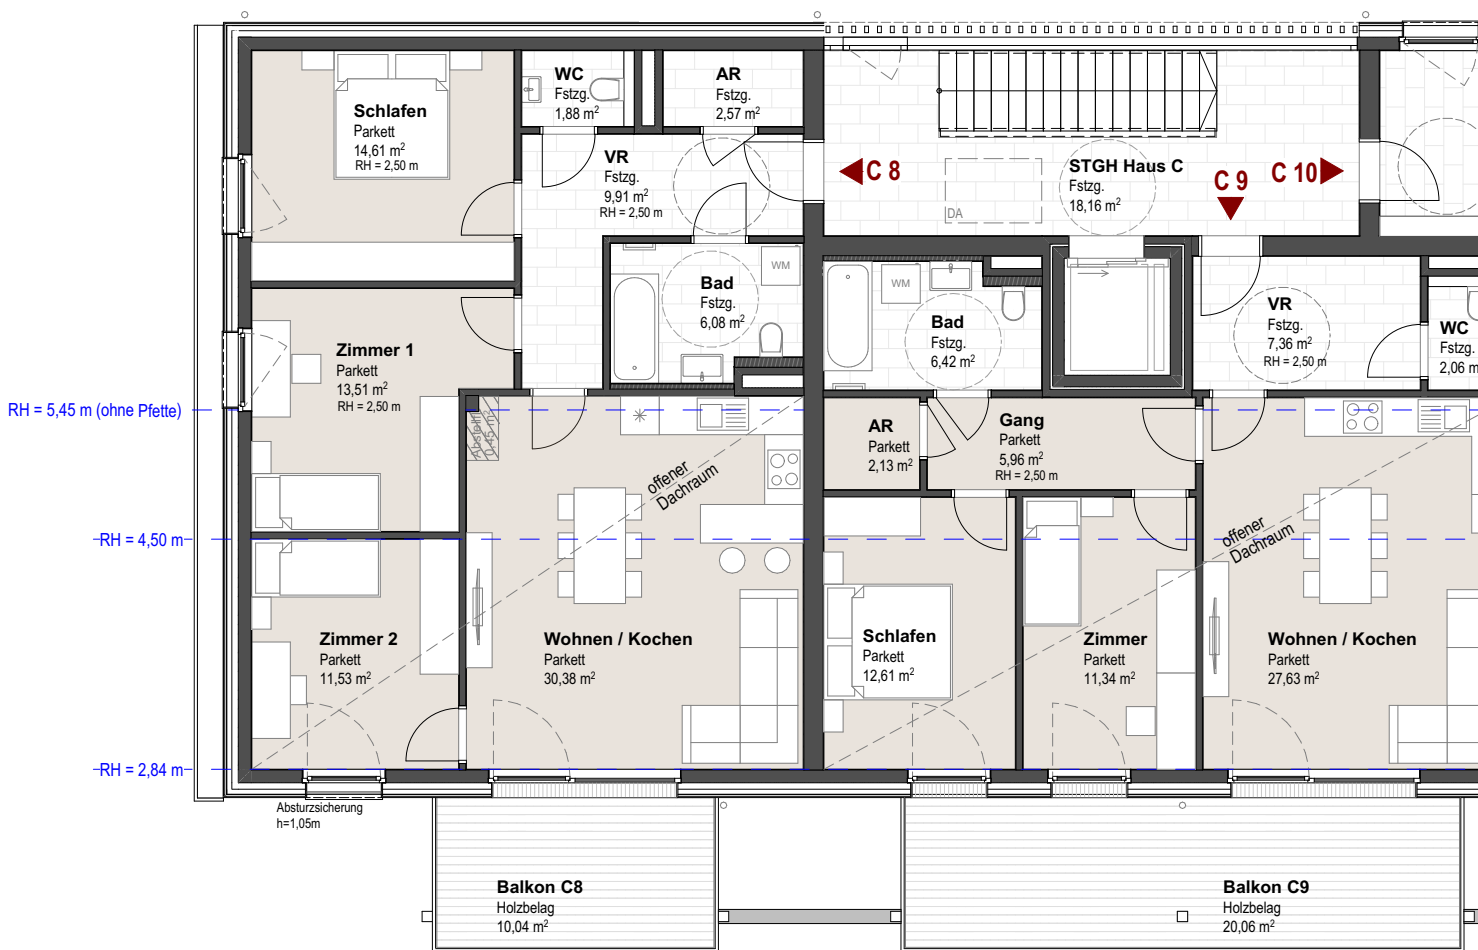 WC
Fstzg.
1,88 m²
AR
Fstzg.
2,57 m²
Schlafen
Parkett
14,61 m²
RH = 2,50 m
VR
Fstzg.
9,91 m²
RH = 2,50 m
C 8
STGH Haus C
Fstzg.
18,16 m²
DA
C 9
C 10
Bad
Fstzg.
6,08 m²
WM
WM
Bad
Fstzg.
6,42 m²
VR
Fstzg.
7,36 m²
RH = 2,50 m
WC
Fstzg.
2,06 m
Zimmer 1
Parkett
13,51 m²
RH = 2,50 m
RH = 5,45 m (ohne Pfette)
Abstellf.
0,45 m²
offener
Dachraum
AR
Parkett
2,13 m²
Gang
Parkett
5,96 m²
RH = 2,50 m
RH = 4,50 m
offener
Dachraum
Zimmer 2
Parkett
11,53 m²
Wohnen / Kochen
Parkett
30,38 m²
Schlafen
Parkett
12,61 m²
Zimmer
Parkett
11,34 m²
Wohnen / Kochen
Parkett
27,63 m²
RH = 2,84 m
Absturzsicherung
h=1,05m
Balkon C8
Holzbelag
10,04 m²
Balkon C9
Holzbelag
20,06 m²